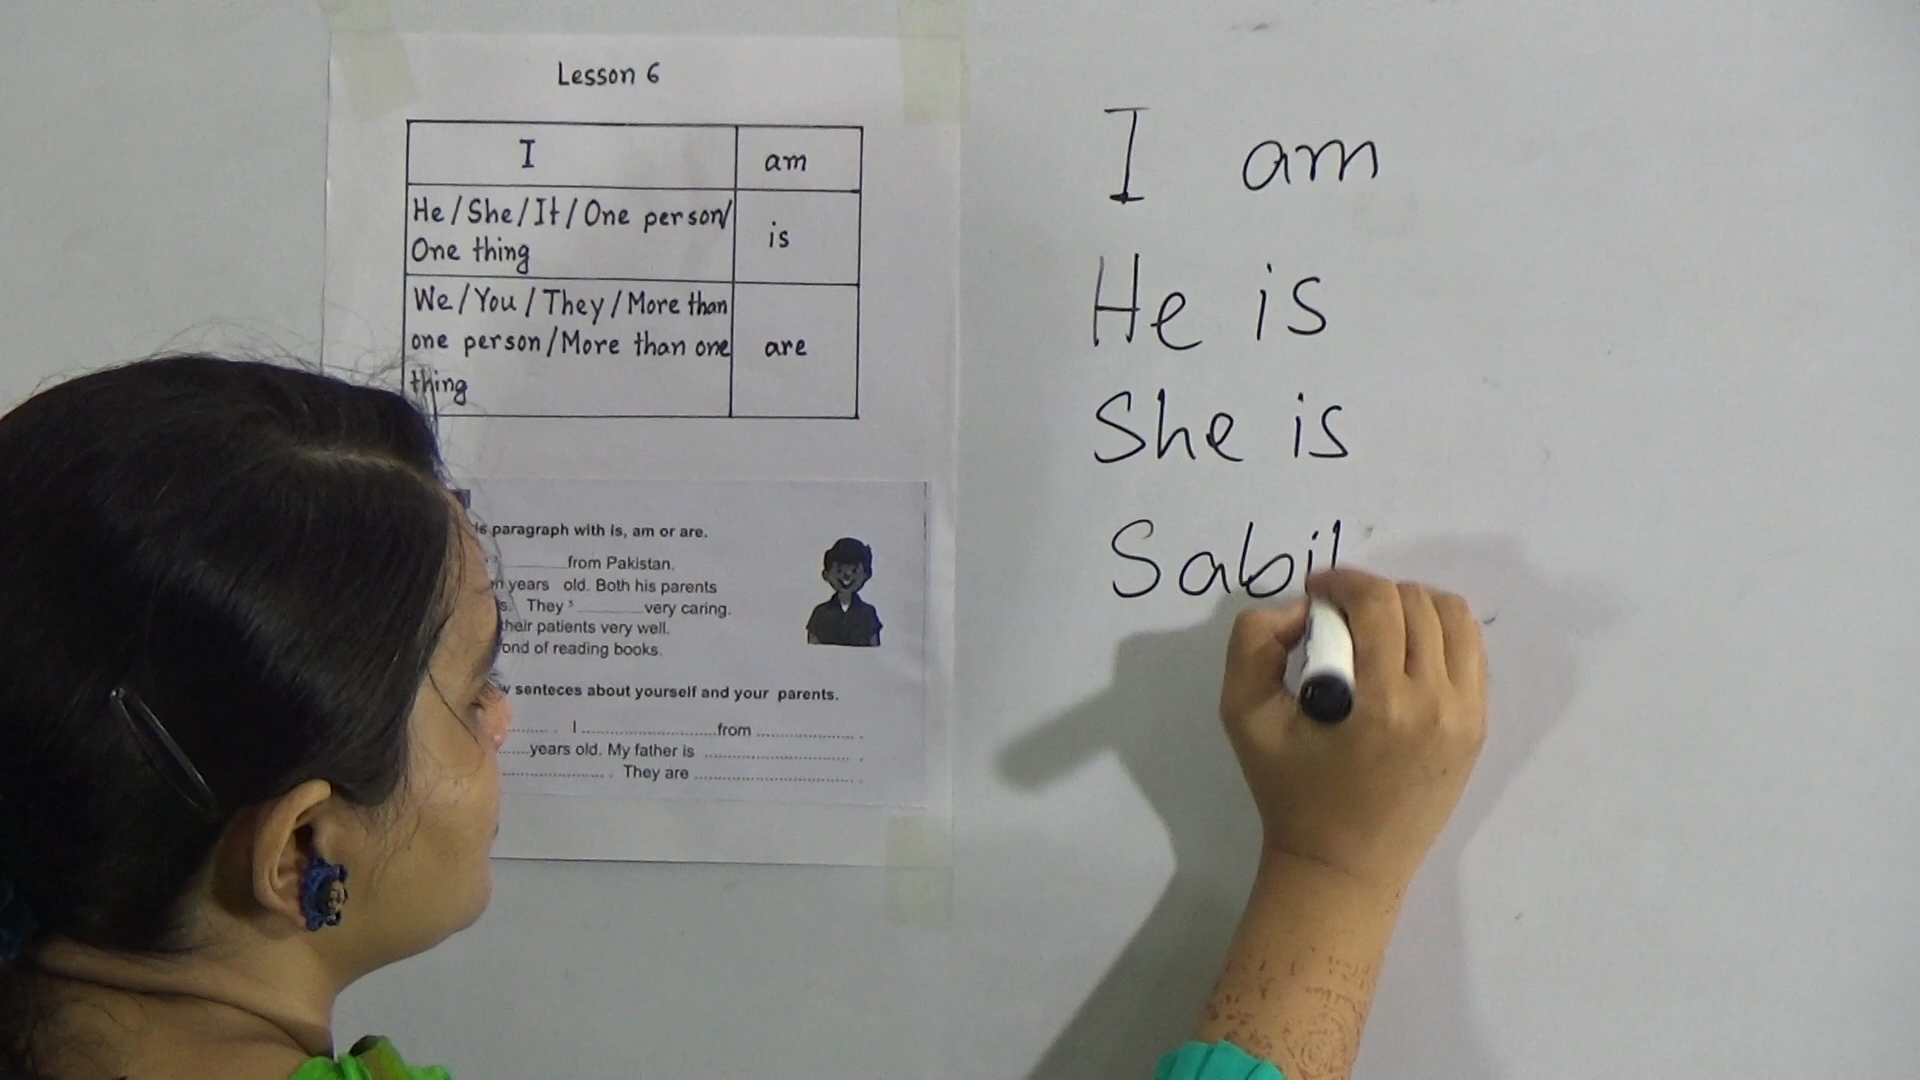 Lesson 6
I am
He/She/It/One person/ is
One thing
We/You/They/More than
one person/More than one are
thing
paragraph with is, am or are.
from Pakistan.
years old. Both his parents
They ³ ______ very caring.
their patients very well.
of reading books.
senteces about yourself and your parents.
............ I ..............................from ..................... .
......years old. My father is ................................ .
......................... . They are ..................................... .
I am
He is
She is